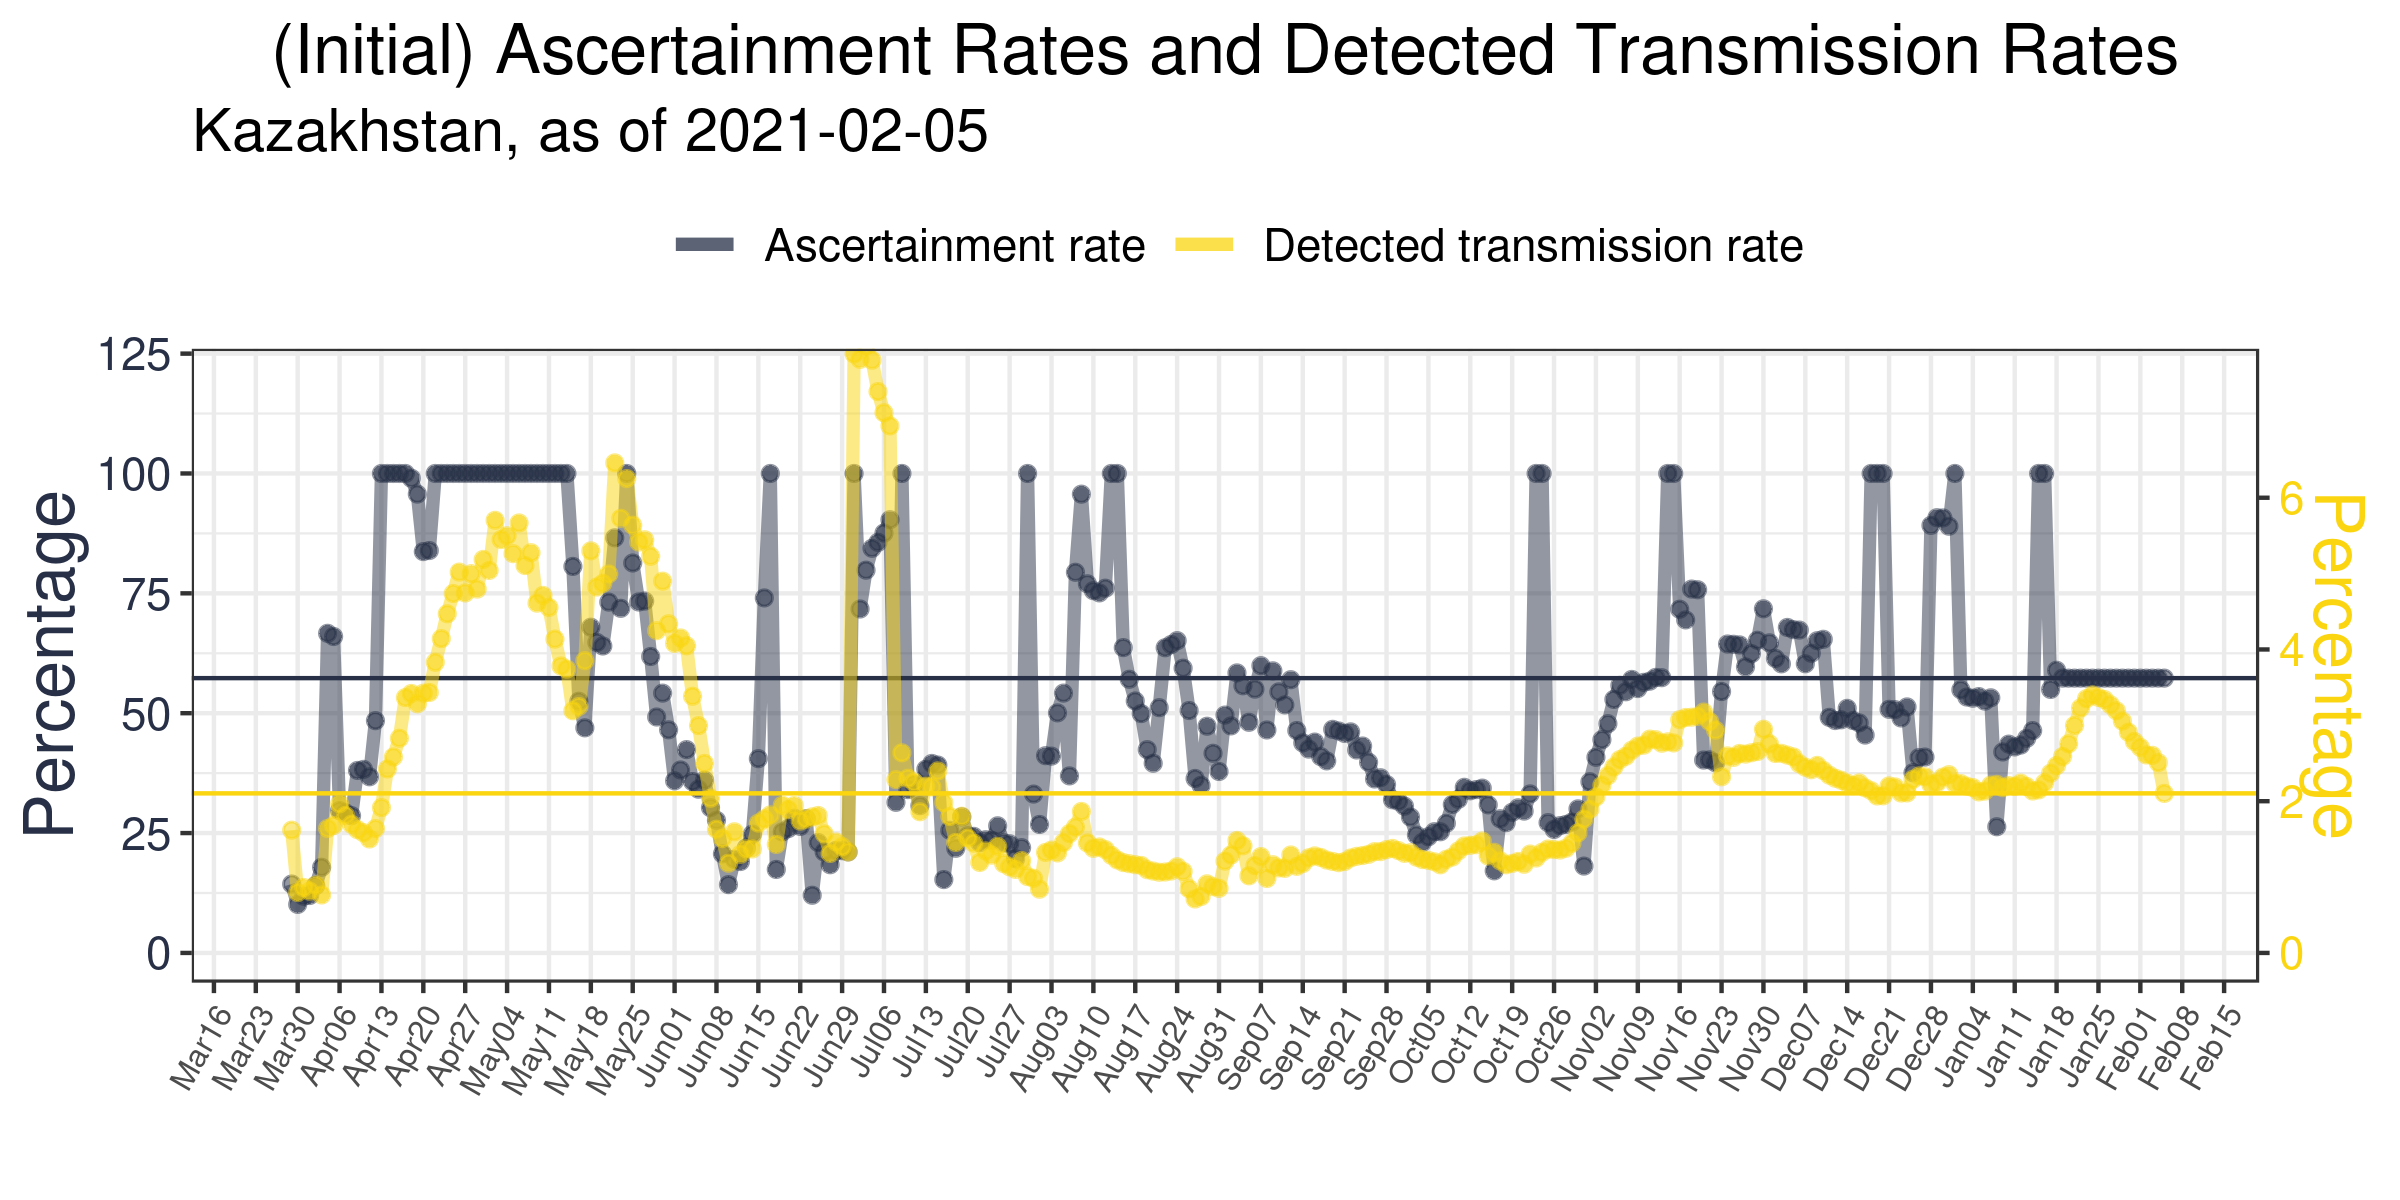 (Initial) Ascertainment Rates and Detected Transmission Rates
Kazakhstan, as of 2021-02-05
Ascertainment rate
Detected transmission rate
Percentage
125
100
75
50
25
0
6
4
2
0
Percentage
Mar16
Mar23
Mar30
Apr06
Apr13
Apr20
Apr27
May04
May11
May18
May25
Jun01
Jun08
Jun15
Jun22
Jun29
Jul06
Jul13
Jul20
Jul27
Aug03
Aug10
Aug17
Aug24
Aug31
Sep07
Sep14
Sep21
Sep28
Oct05
Oct12
Oct19
Oct26
Nov02
Nov09
Nov16
Nov23
Nov30
Dec07
Dec14
Dec21
Dec28
Jan04
Jan11
Jan18
Jan25
Feb01
Feb08
Feb15